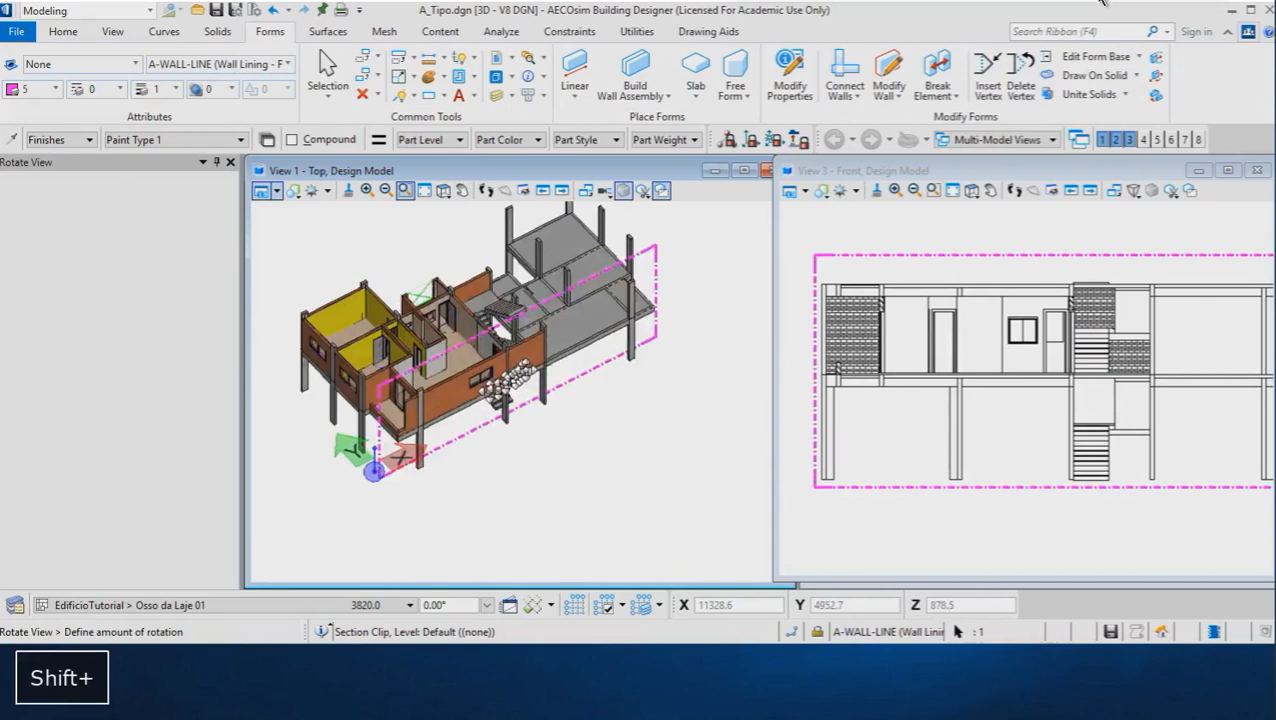 Modeling
A_Tipo.dgn [3D - V8 DGN] - AECOsim Building Designer (Licensed For Academic Use Only)
File Home View Curves Solids Forms Surfaces Mesh Content Analyze Constraints Utilities Drawing Aids
Search Ribbon (F4) Sign in
None A-WALL-LINE (Wall Lining - F
5 0 1 0 0
Attributes
Selection
Common Tools
Linear Build Wall Assembly Slab Free Form
Place Forms
Modify Properties Connect Walls Modify Wall Break Element Insert Vertex Delete Vertex
Edit Form Base
Draw On Solid
Unite Solids
Modify Forms
Finishes Paint Type 1 Compound Part Level Part Color Part Style Part Weight Multi-Model Views 1 2 3 4 5 6 7 8
Rotate View
View 1 - Top, Design Model
View 3 - Front, Design Model
Y X
EdificioTutorial > Osso da Laje 01 3820.0 0.00° X 11328.6 Y 4952.7 Z 878.5
Rotate View > Define amount of rotation Section Clip, Level: Default ((none) A-WALL-LINE (Wall Linin : 1
Shift+